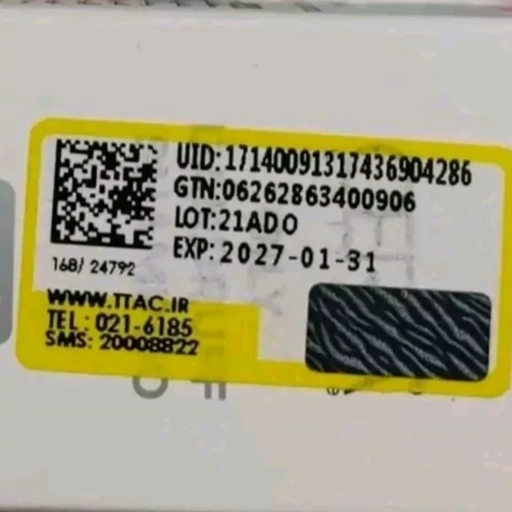 UID:17140091317436904286
GTN:06262863400906
LOT:21ADO
EXP:2027-01-31
168/ 24792
WWW.TTAC.IR
TEL: 021-6185
SMS: 20008822